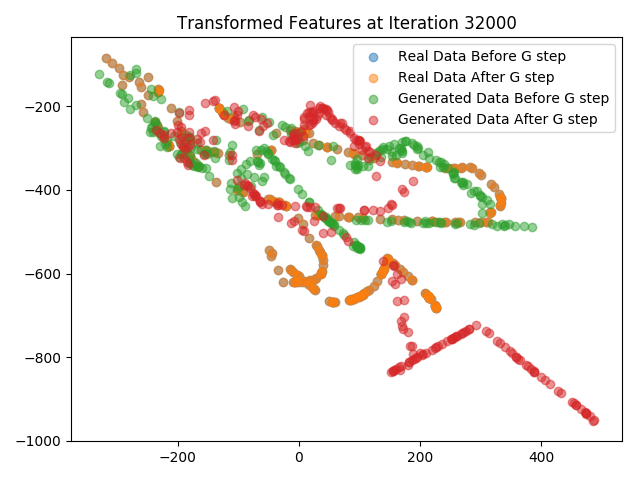 Transformed Features at Iteration 32000
Real Data Before G step
Real Data After G step
Generated Data Before G step
Generated Data After G step
−200
−400
−600
−800
−1000
−200 0 200 400